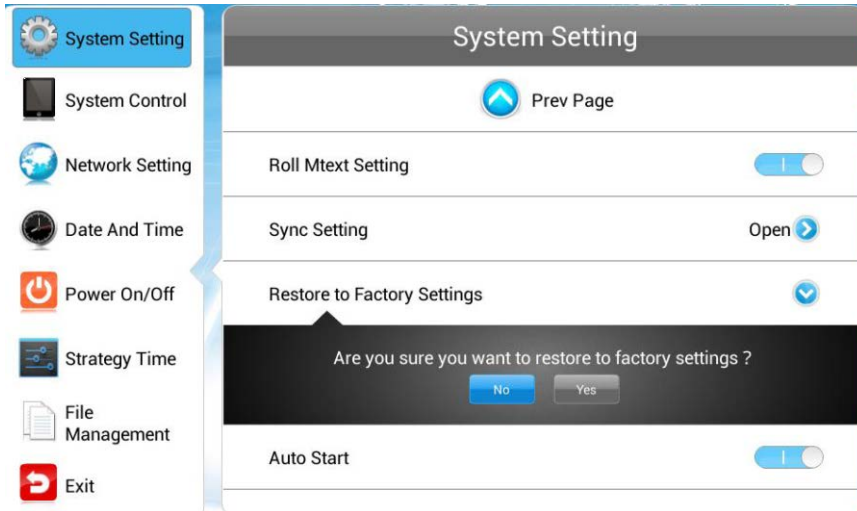 System Setting
System Control
Network Setting
Date And Time
Power On/Off
Strategy Time
File
Management
Exit
System Setting
Prev Page
Roll Mtext Setting
Sync Setting
Open
Restore to Factory Settings
Are you sure you want to restore to factory settings ?
No
Yes
Auto Start